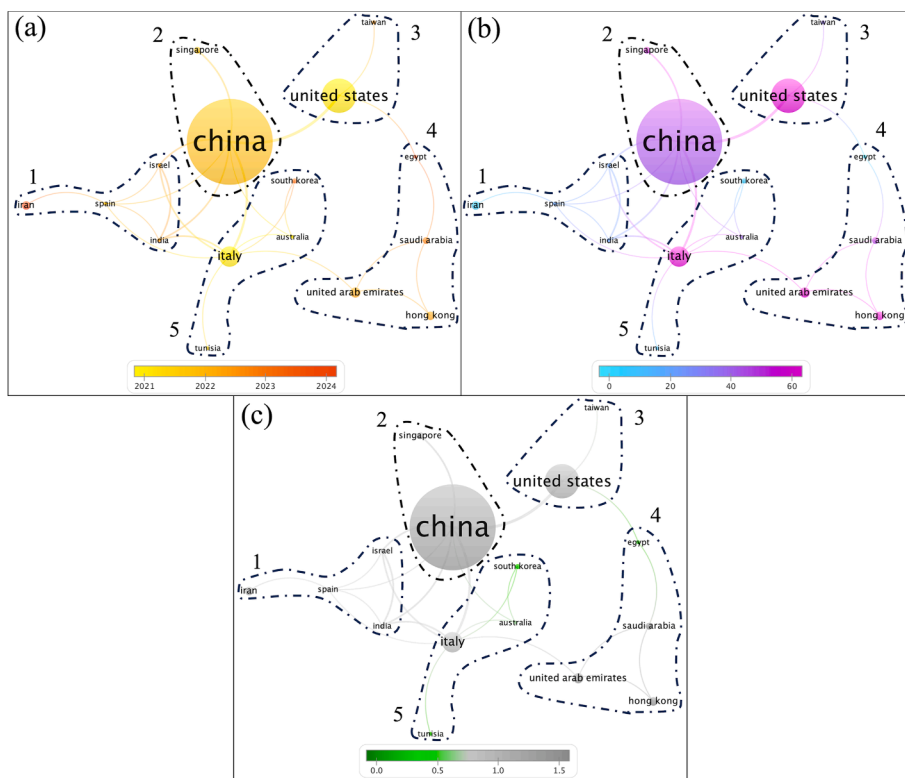 (a)
2
3
taiwan
singapore
united states
china
4
israel
egypt
1
south korea
iran
spain
india
australia
saudi arabia
italy
united arab emirates
hong kong
5
tunisia
2021 2022 2023 2024
(b)
2
3
taiwan
singapore
united states
china
4
israel
egypt
1
south korea
iran
spain
india
australia
saudi arabia
italy
united arab emirates
hong kong
5
tunisia
0 20 40 60
(c)
2
3
taiwan
singapore
united states
china
4
israel
egypt
1
south korea
iran
spain
india
australia
saudi arabia
italy
united arab emirates
hong kong
5
tunisia
0.0 0.5 1.0 1.5